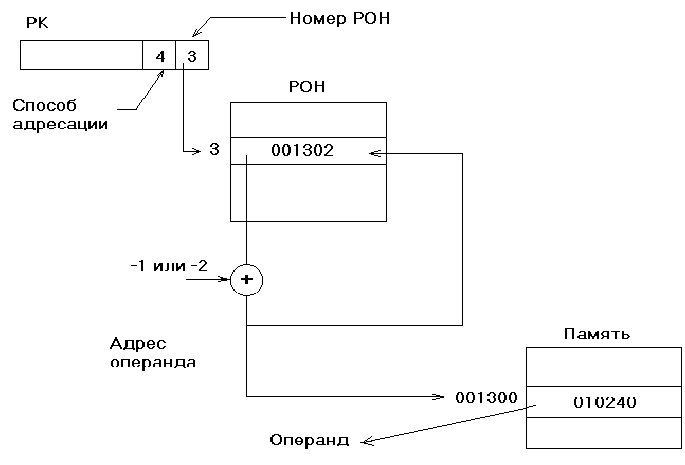 РК
Номер РОН
4
3
Способ
адресации
РОН
3
001302
-1 или -2
+
Адрес
операнда
Память
001300
010240
Операнд